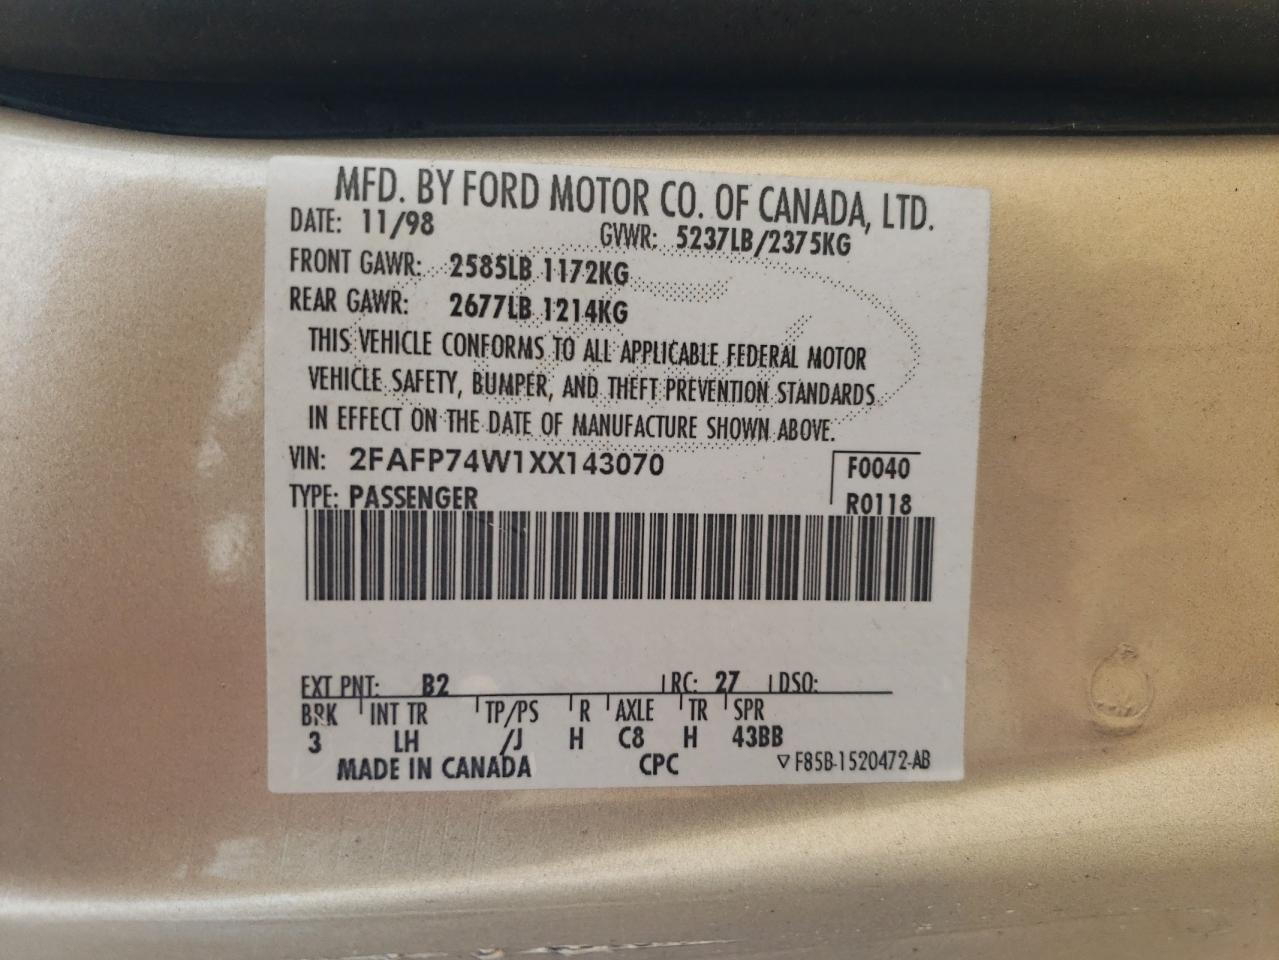 MFD. BY FORD MOTOR CO. OF CANADA, LTD.
DATE: 11/98 GVWR: 5237LB/2375KG
FRONT GAWR: 2585LB 1172KG
REAR GAWR: 2677LB 1214KG
THIS VEHICLE CONFORMS TO ALL APPLICABLE FEDERAL MOTOR
VEHICLE SAFETY, BUMPER, AND THEFT PREVENTION STANDARDS
IN EFFECT ON THE DATE OF MANUFACTURE SHOWN ABOVE.
VIN: 2FAFP74W1XX143070 F0040
TYPE: PASSENGER R0118
EXT PNT: B2 RC: 27 DSO:
BRK INT TR TP/PS R AXLE TR SPR
3 LH /J H C8 H 43BB
MADE IN CANADA CPC ▽F85B-1520472-AB